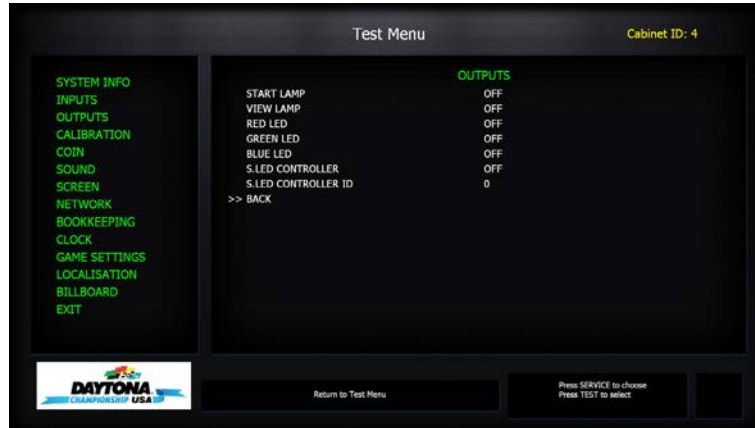 Test Menu
Cabinet ID: 4
SYSTEM INFO
INPUTS
OUTPUTS
CALIBRATION
COIN
SOUND
SCREEN
NETWORK
BOOKKEEPING
CLOCK
GAME SETTINGS
LOCALISATION
BILLBOARD
EXIT
OUTPUTS
START LAMP OFF
VIEW LAMP OFF
RED LED OFF
GREEN LED OFF
BLUE LED OFF
S.LED CONTROLLER OFF
S.LED CONTROLLER ID 0
>> BACK
DAYTONA
CHAMPIONSHIP USA
Return to Test Menu
Press SERVICE to choose
Press TEST to select